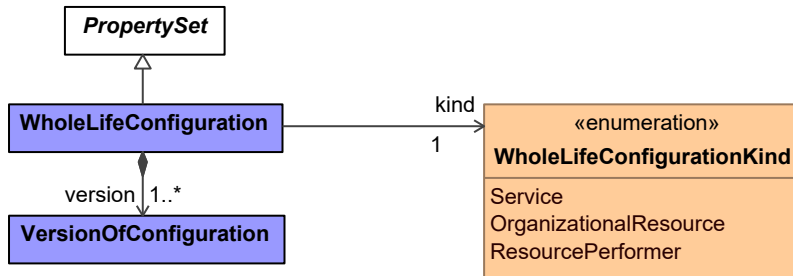 PropertySet
WholeLifeConfiguration
kind
1
version 1..*
VersionOfConfiguration
«enumeration»
WholeLifeConfigurationKind
Service
OrganizationalResource
ResourcePerformer